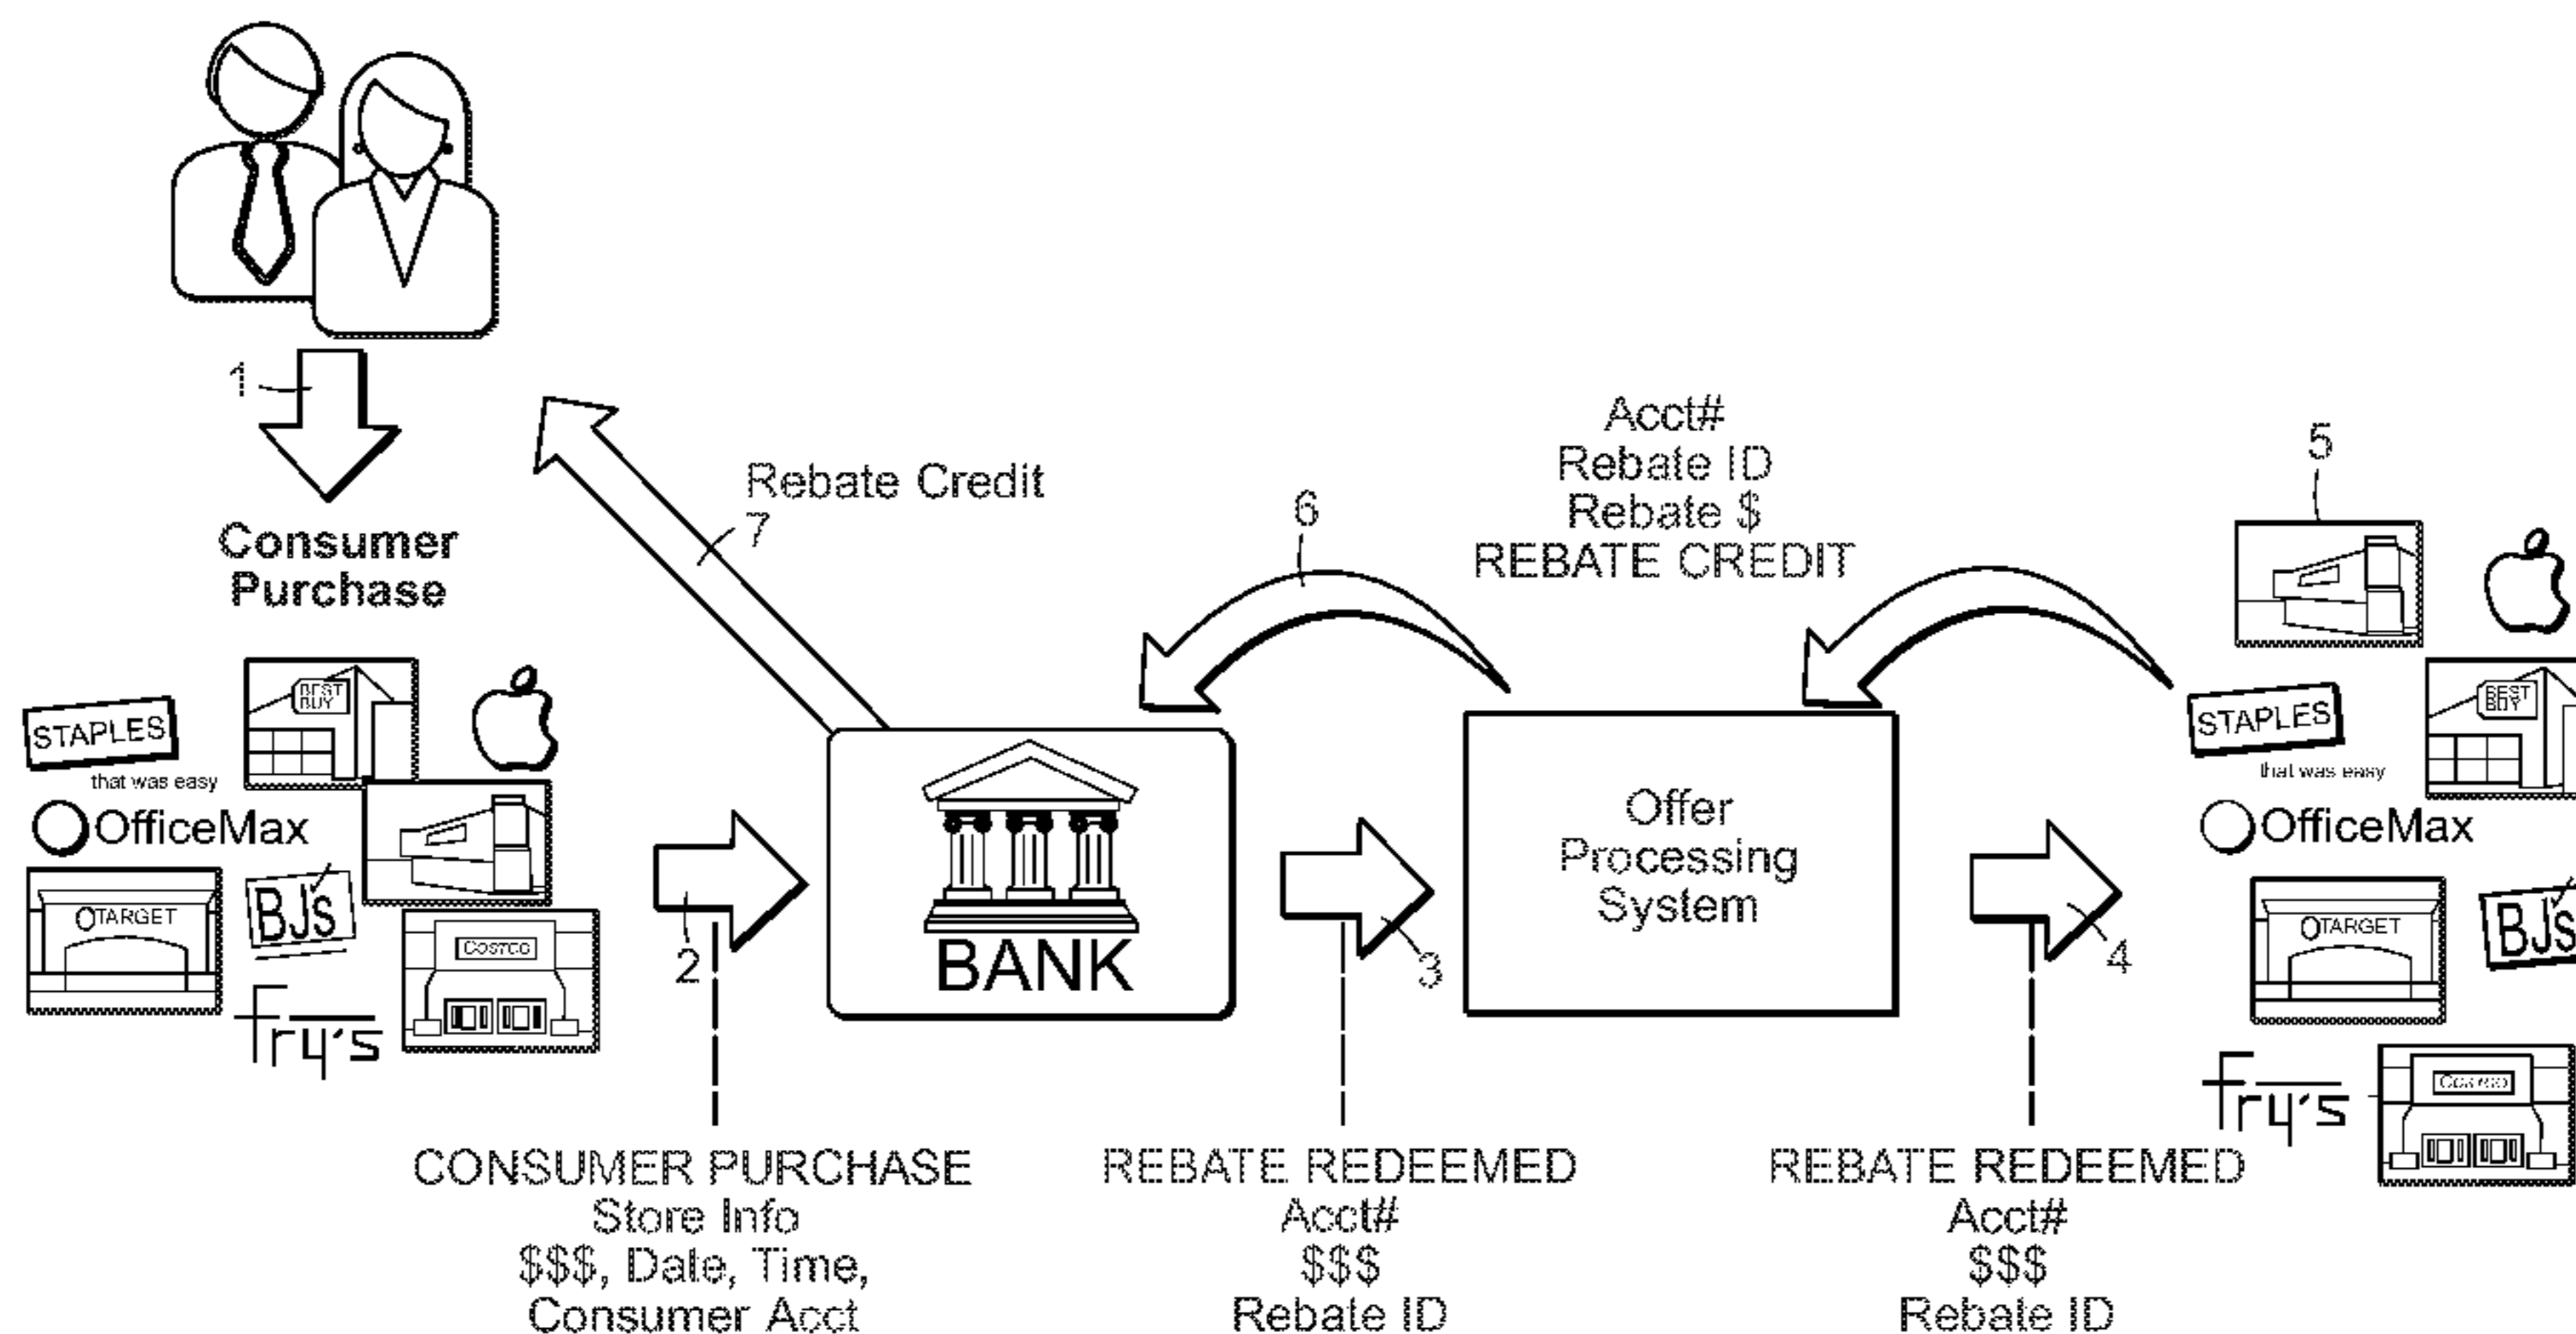 1
Consumer
Purchase
Rebate Credit
7
6
Acct#
Rebate ID
Rebate $
REBATE CREDIT
5
STAPLES
that was easy
BEST
BUY
OfficeMax
TARGET
BJs
COSTCO
fry's
2
BANK
3
Offer
Processing
System
4
STAPLES
that was easy
BEST
BUY
OfficeMax
TARGET
BJs
fry's
CONSUMER PURCHASE
Store Info
$$$, Date, Time,
Consumer Acct
REBATE REDEEMED
Acct#
$$$
Rebate ID
REBATE REDEEMED
Acct#
$$$
Rebate ID